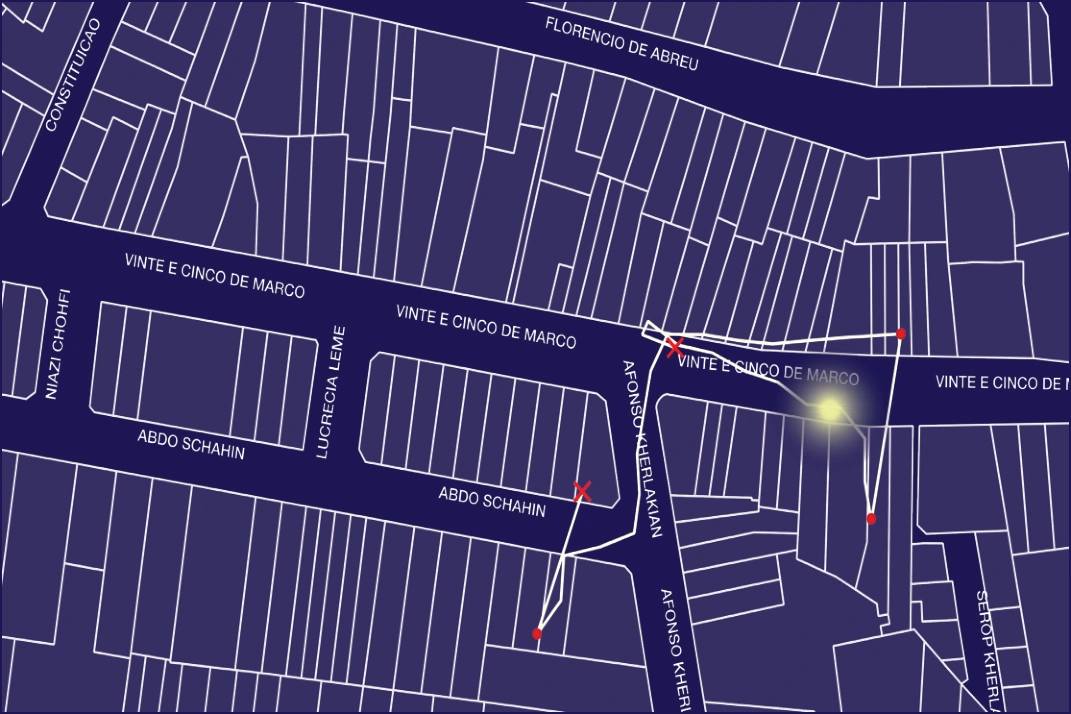 FLORENCIO DE ABREU
CONSTITUICAO
VINTE E CINCO DE MARCO
VINTE E CINCO DE MARCO
VINTE E CINCO DE MARCO
VINTE E CINCO DE
NIAZI CHOHFI
LUCRECIA LEME
AFONSO KHERLAKIAN
ABDO SCHAHIN
ABDO SCHAHIN
AFONSO KHERL
SEROP KHERLA